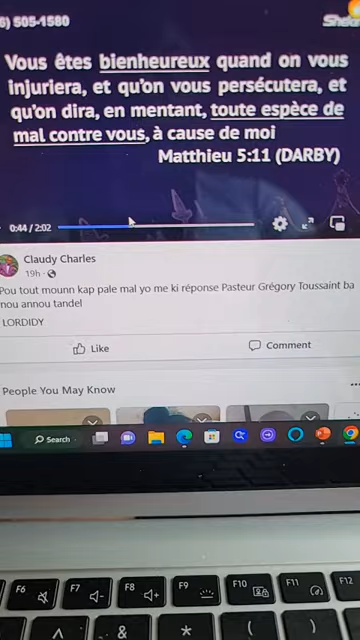 6) 505-1580
Vous êtes bienheureux quand on vous
injuriera, et qu'on vous persécutera, et
qu'on dira, en mentant, toute espèce de
mal contre vous, à cause de moi
Matthieu 5:11 (DARBY)
0:44 / 2:02
Claudy Charles
19h
Pou tout mounn kap pale mal yo me ki réponse Pasteur Grégory Toussaint ba
nou annou tandel
LORDIDY
Like
Comment
People You May Know
Search
F6
F7
F8
F9
F10
F11
F12
^
&
*
(
)